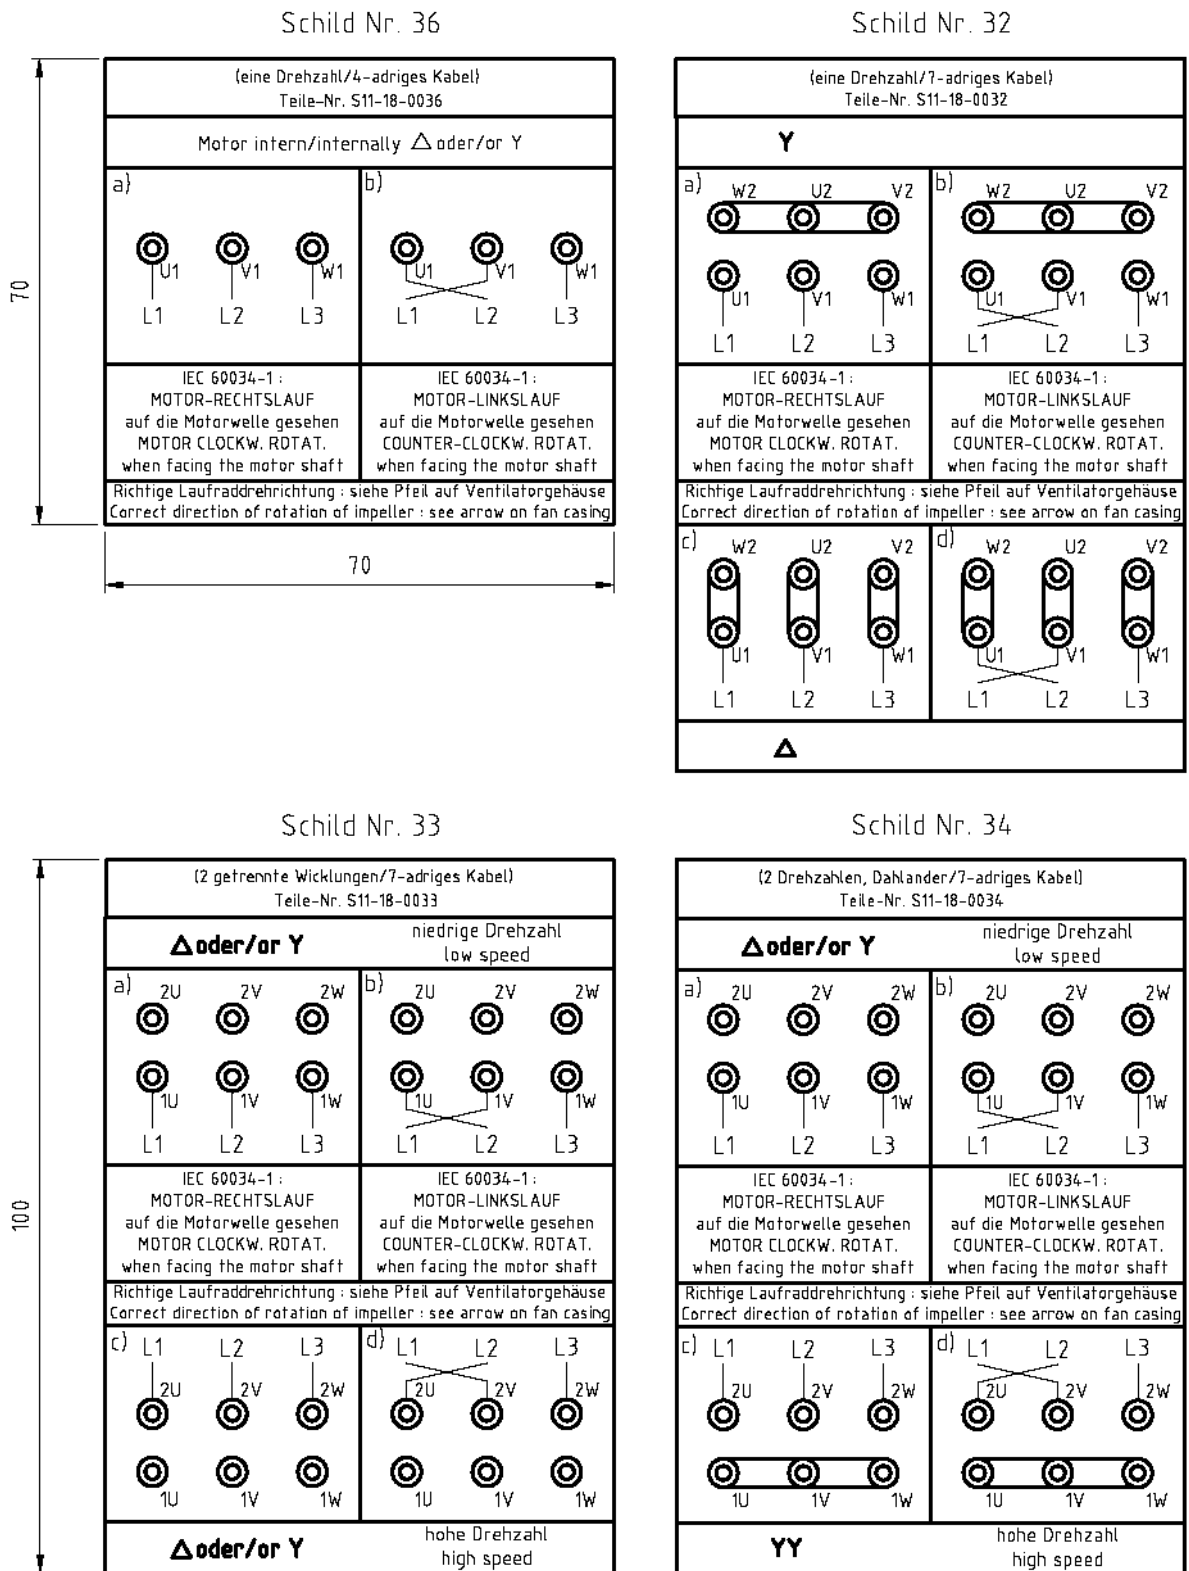 Schild Nr. 36
(eine Drehzahl/4-adriges Kabel)
Teile-Nr. S11-18-0036
Motor intern/internally Δ oder/or Y
a)
U1 V1 W1
L1 L2 L3
b)
U1 V1 W1
L1 L2 L3
IEC 60034-1 :
MOTOR-RECHTSLAUF
auf die Motorwelle gesehen
MOTOR CLOCKW. ROTAT.
when facing the motor shaft
IEC 60034-1 :
MOTOR-LINKSLAUF
auf die Motorwelle gesehen
COUNTER-CLOCKW. ROTAT.
when facing the motor shaft
Richtige Laufraddrehrichtung : siehe Pfeil auf Ventilatorgehäuse
Correct direction of rotation of impeller : see arrow on fan casing
70
70
Schild Nr. 32
(eine Drehzahl/7-adriges Kabel)
Teile-Nr. S11-18-0032
Y
a) W2 U2 V2
U1 V1 W1
L1 L2 L3
b) W2 U2 V2
U1 V1 W1
L1 L2 L3
IEC 60034-1 :
MOTOR-RECHTSLAUF
auf die Motorwelle gesehen
MOTOR CLOCKW. ROTAT.
when facing the motor shaft
IEC 60034-1 :
MOTOR-LINKSLAUF
auf die Motorwelle gesehen
COUNTER-CLOCKW. ROTAT.
when facing the motor shaft
Richtige Laufraddrehrichtung : siehe Pfeil auf Ventilatorgehäuse
Correct direction of rotation of impeller : see arrow on fan casing
c) W2 U2 V2
U1 V1 W1
L1 L2 L3
d) W2 U2 V2
U1 V1 W1
L1 L2 L3
Δ
Schild Nr. 33
(2 getrennte Wicklungen/7-adriges Kabel)
Teile-Nr. S11-18-0033
Δ oder/or Y
niedrige Drehzahl
low speed
a) 2U 2V 2W
1U 1V 1W
L1 L2 L3
b) 2U 2V 2W
1U 1V 1W
L1 L2 L3
IEC 60034-1 :
MOTOR-RECHTSLAUF
auf die Motorwelle gesehen
MOTOR CLOCKW. ROTAT.
when facing the motor shaft
IEC 60034-1 :
MOTOR-LINKSLAUF
auf die Motorwelle gesehen
COUNTER-CLOCKW. ROTAT.
when facing the motor shaft
Richtige Laufraddrehrichtung : siehe Pfeil auf Ventilatorgehäuse
Correct direction of rotation of impeller : see arrow on fan casing
c) L1 L2 L3
2U 2V 2W
1U 1V 1W
d) L1 L2 L3
2U 2V 2W
1U 1V 1W
Δ oder/or Y
hohe Drehzahl
high speed
100
Schild Nr. 34
(2 Drehzahlen, Dahlander/7-adriges Kabel)
Teile-Nr. S11-18-0034
Δ oder/or Y
niedrige Drehzahl
low speed
a) 2U 2V 2W
1U 1V 1W
L1 L2 L3
b) 2U 2V 2W
1U 1V 1W
L1 L2 L3
IEC 60034-1 :
MOTOR-RECHTSLAUF
auf die Motorwelle gesehen
MOTOR CLOCKW. ROTAT.
when facing the motor shaft
IEC 60034-1 :
MOTOR-LINKSLAUF
auf die Motorwelle gesehen
COUNTER-CLOCKW. ROTAT.
when facing the motor shaft
Richtige Laufraddrehrichtung : siehe Pfeil auf Ventilatorgehäuse
Correct direction of rotation of impeller : see arrow on fan casing
c) L1 L2 L3
2U 2V 2W
1U 1V 1W
d) L1 L2 L3
2U 2V 2W
1U 1V 1W
YY
hohe Drehzahl
high speed